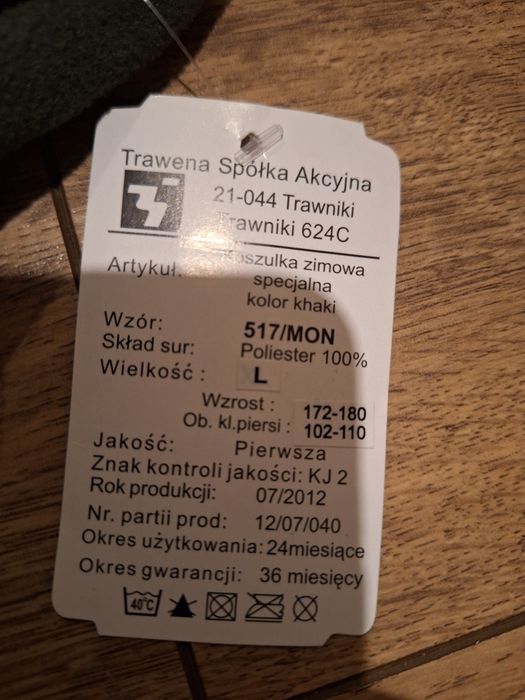 Trawena Spółka Akcyjna
21-044 Trawniki
Trawniki 624C
Artykuł: Koszulka zimowa
specjalna
kolor khaki
Wzór: 517/MON
Skład sur: Poliester 100%
Wielkość : L
Wzrost : 172-180
Ob. kl.piersi : 102-110
Jakość: Pierwsza
Znak kontroli jakości: KJ 2
Rok produkcji: 07/2012
Nr. partii prod: 12/07/040
Okres użytkowania: 24miesiące
Okres gwarancji: 36 miesięcy
40°C